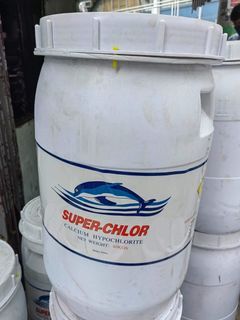 SUPER-CHLOR
CALCIUM HYPOCHLORITE
NET WEIGHT: